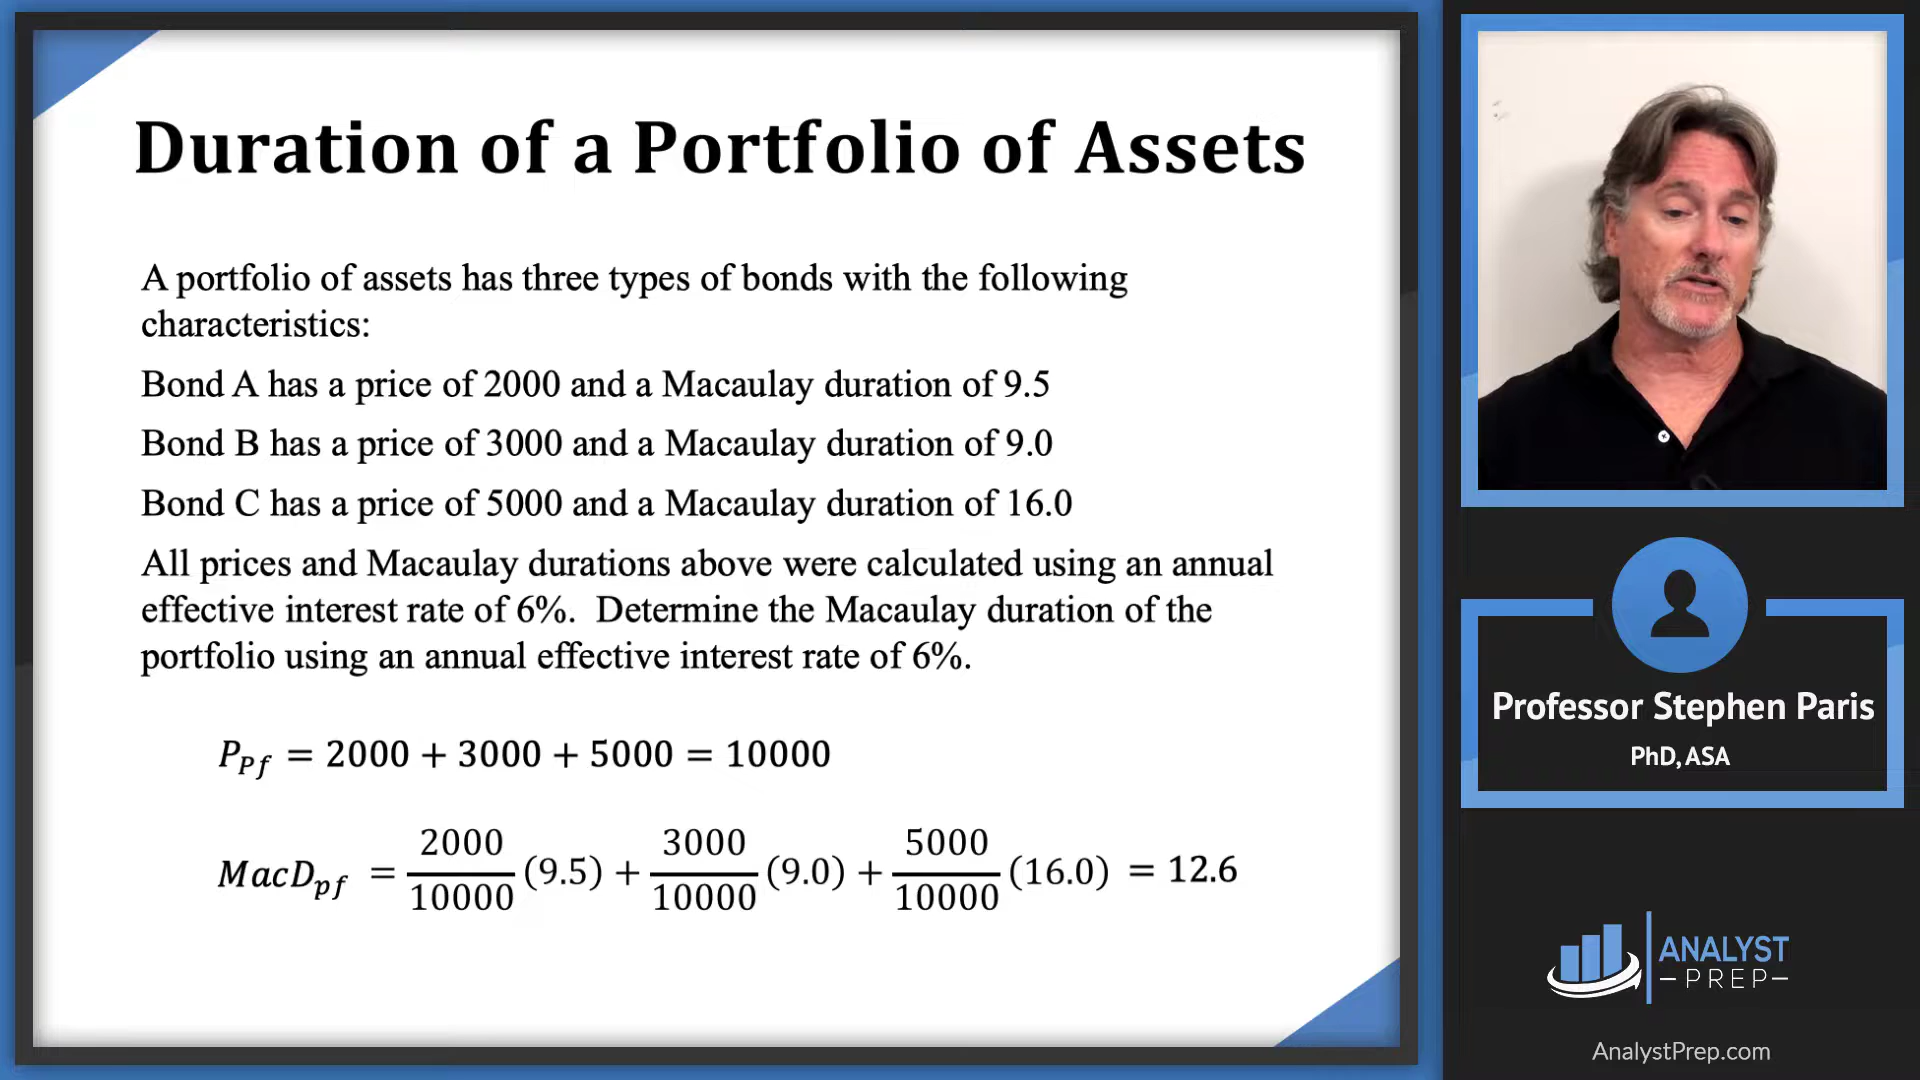 Duration of a Portfolio of Assets
A portfolio of assets has three types of bonds with the following
characteristics:
Bond A has a price of 2000 and a Macaulay duration of 9.5
Bond B has a price of 3000 and a Macaulay duration of 9.0
Bond C has a price of 5000 and a Macaulay duration of 16.0
All prices and Macaulay durations above were calculated using an annual
effective interest rate of 6%. Determine the Macaulay duration of the
portfolio using an annual effective interest rate of 6%.
P_Pf = 2000 + 3000 + 5000 = 10000
MacD_pf = 2000/10000 (9.5) + 3000/10000 (9.0) + 5000/10000 (16.0) = 12.6
Professor Stephen Paris
PhD, ASA
ANALYST
PREP
AnalystPrep.com